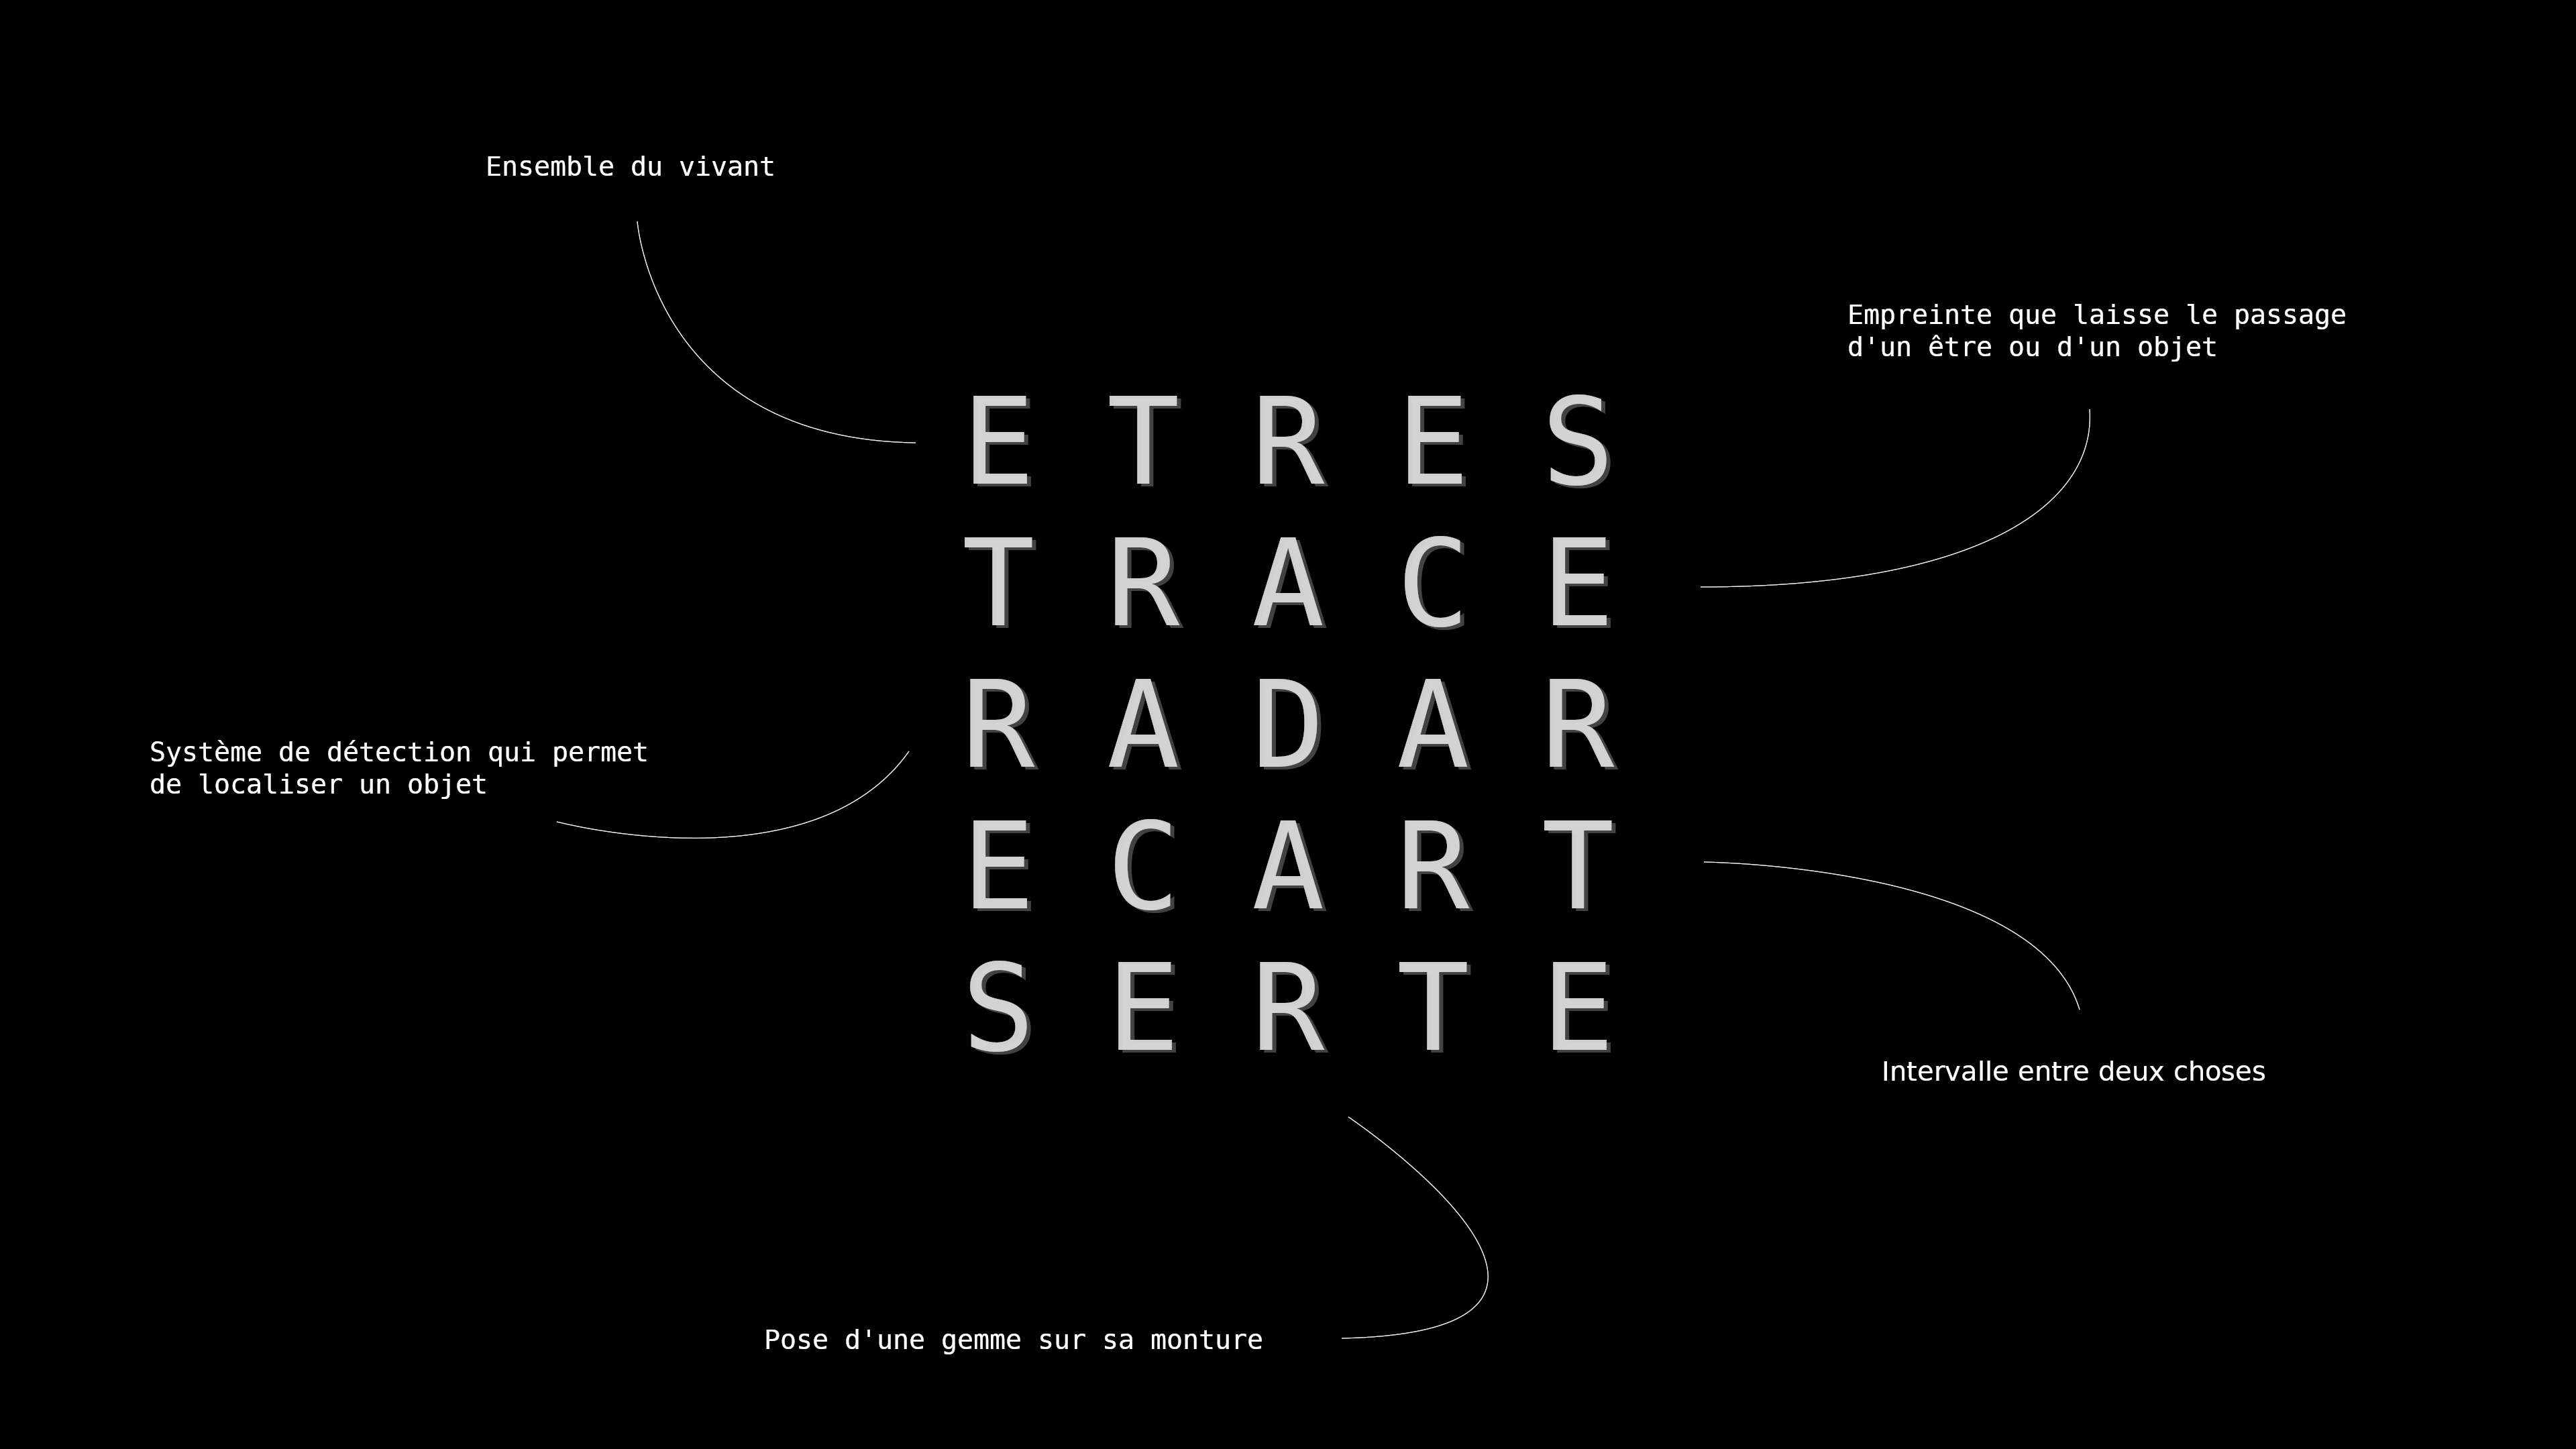 Ensemble du vivant
Empreinte que laisse le passage
d'un être ou d'un objet
E T R E S
T R A C E
R A D A R
E C A R T
S E R T E
Système de détection qui permet
de localiser un objet
Intervalle entre deux choses
Pose d'une gemme sur sa monture